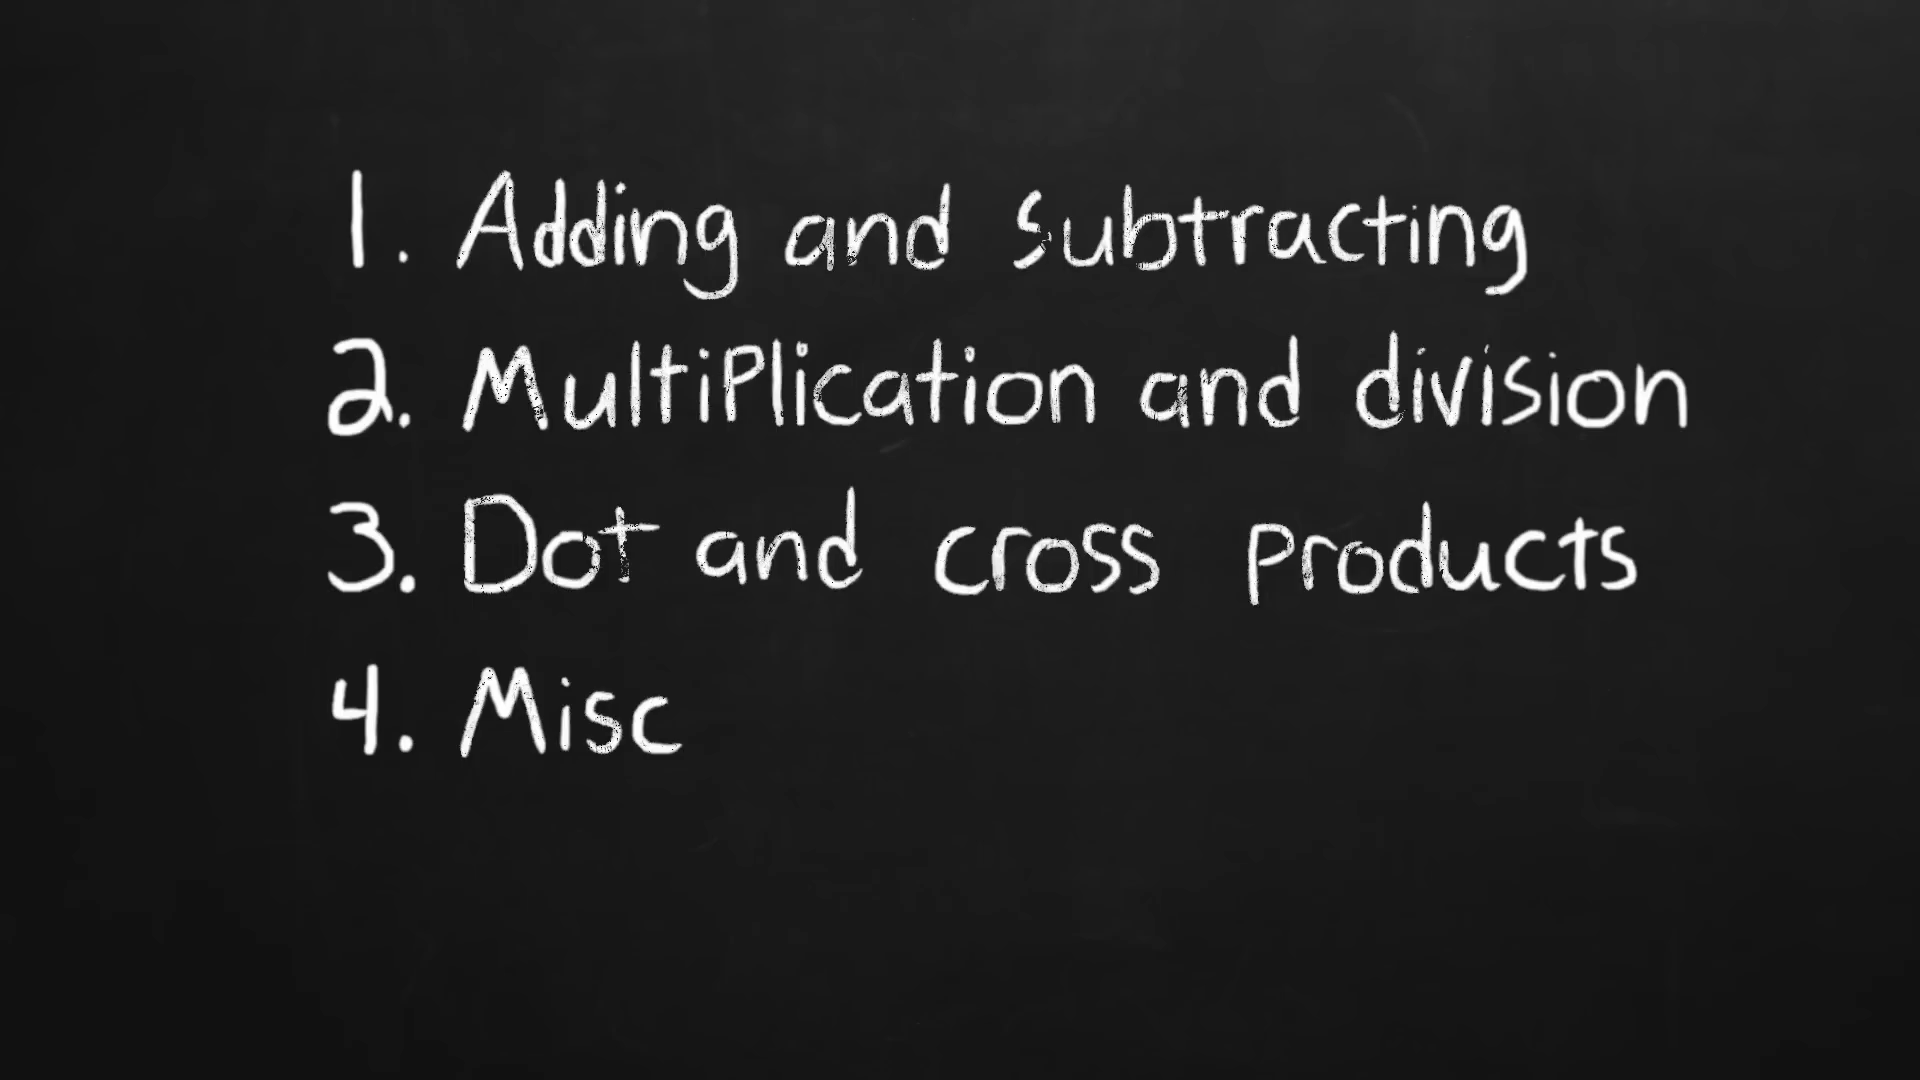 1. Adding and subtracting
2. Multiplication and division
3. Dot and cross products
4. Misc